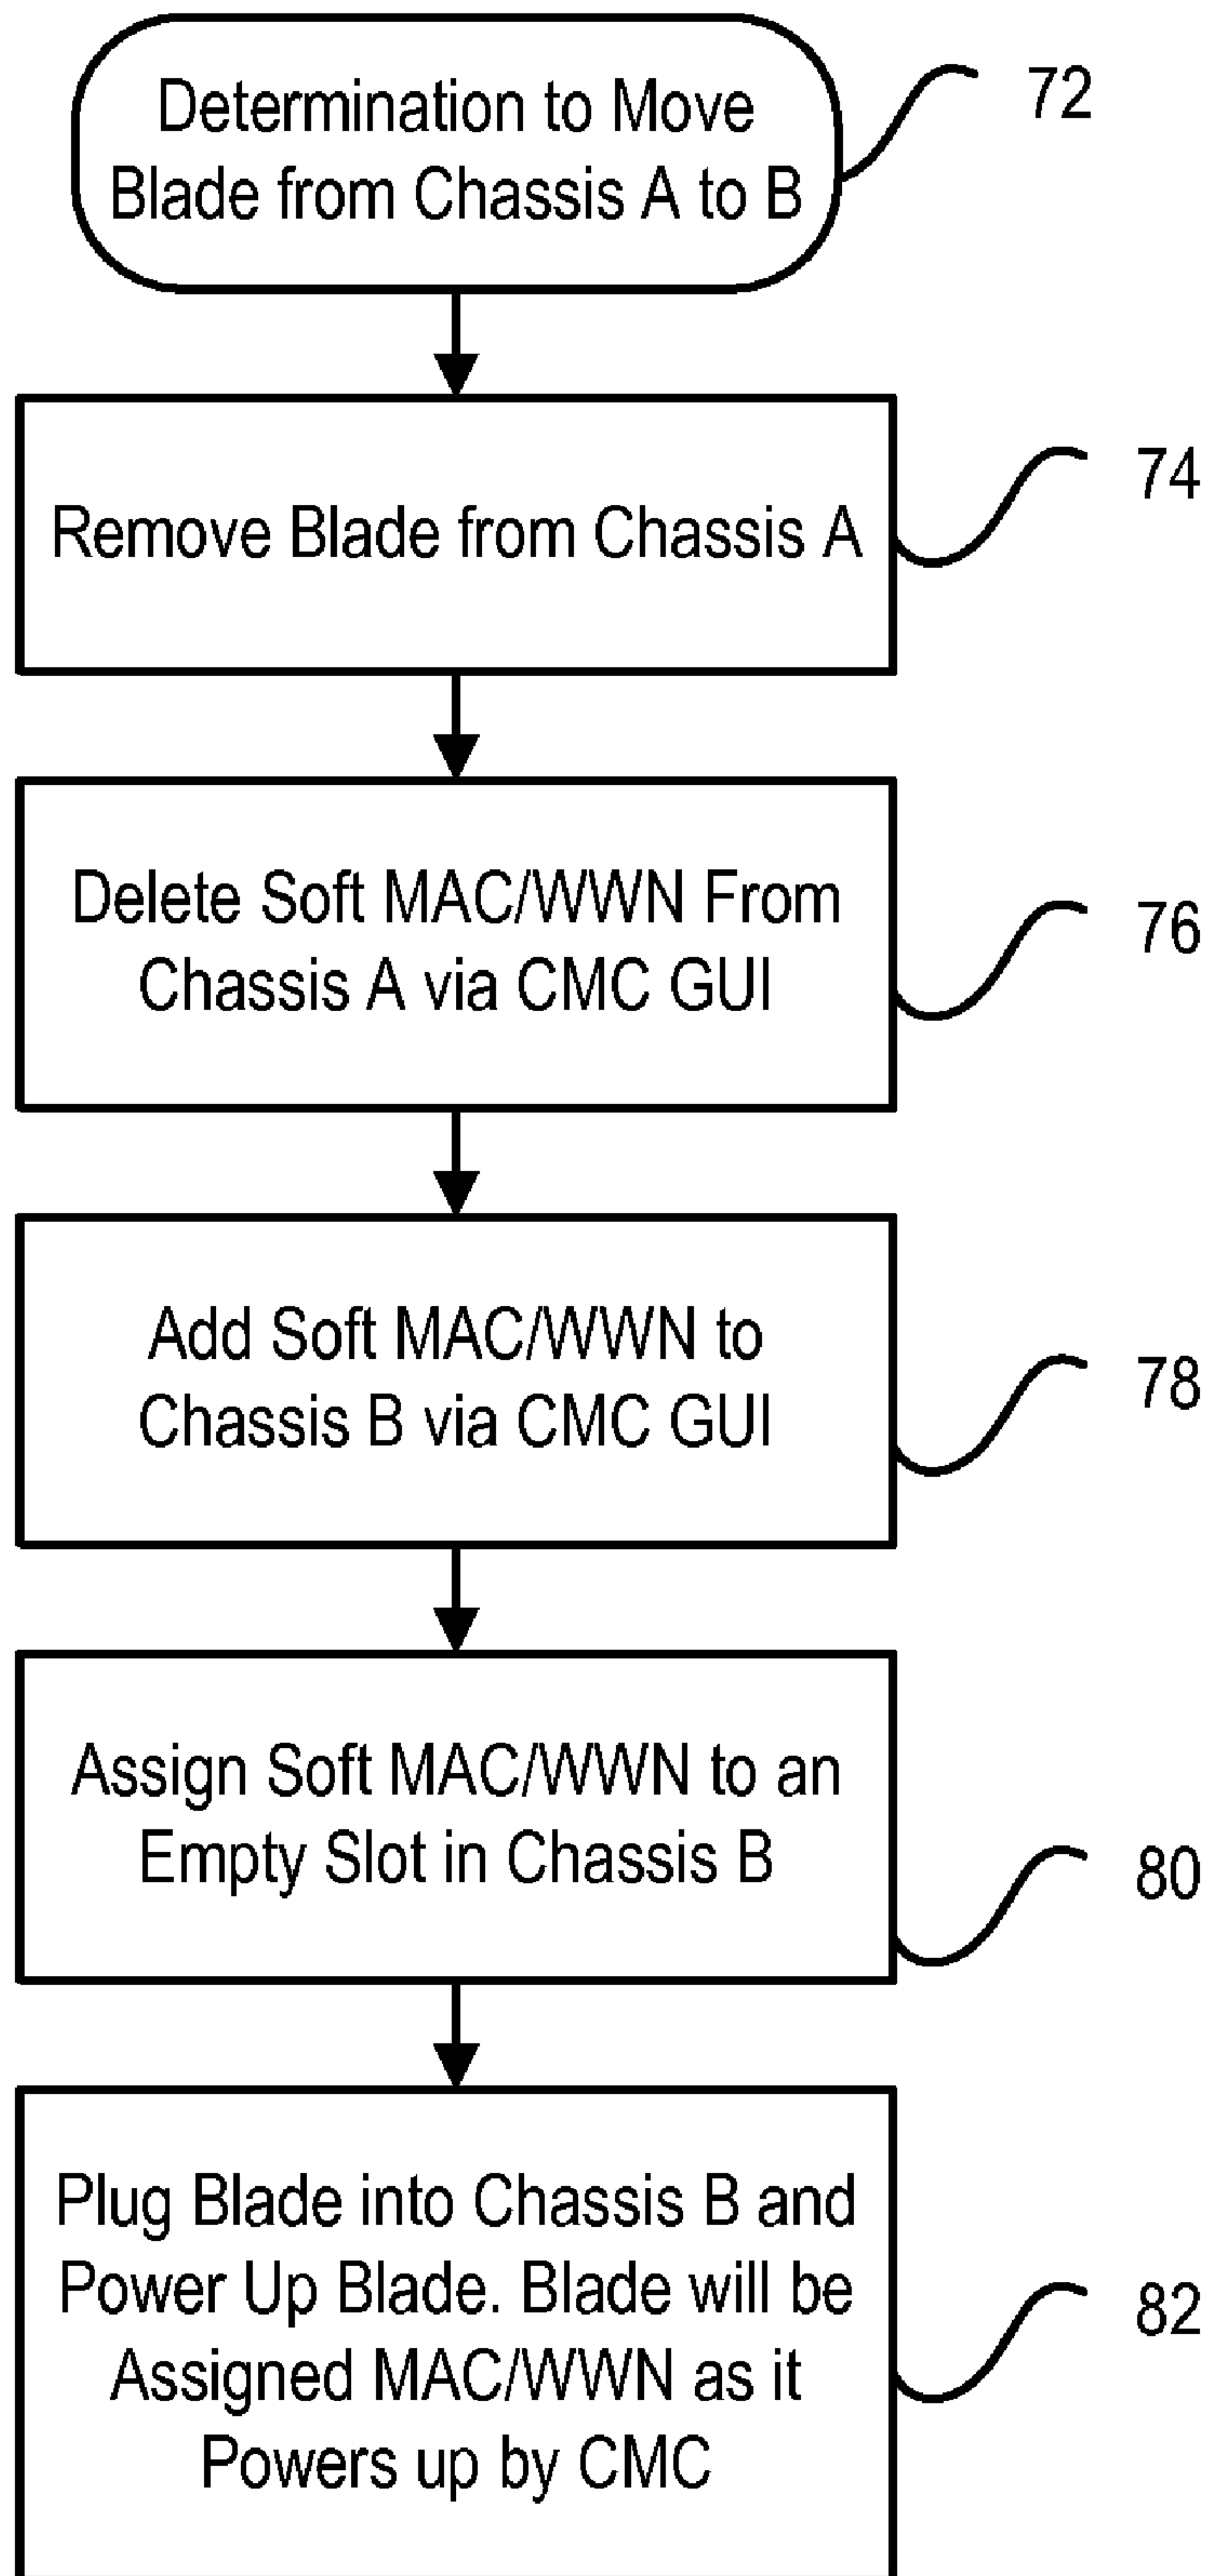 Determination to Move
Blade from Chassis A to B
72
Remove Blade from Chassis A
74
Delete Soft MAC/WWN From
Chassis A via CMC GUI
76
Add Soft MAC/WWN to
Chassis B via CMC GUI
78
Assign Soft MAC/WWN to an
Empty Slot in Chassis B
80
Plug Blade into Chassis B and
Power Up Blade. Blade will be
Assigned MAC/WWN as it
Powers up by CMC
82